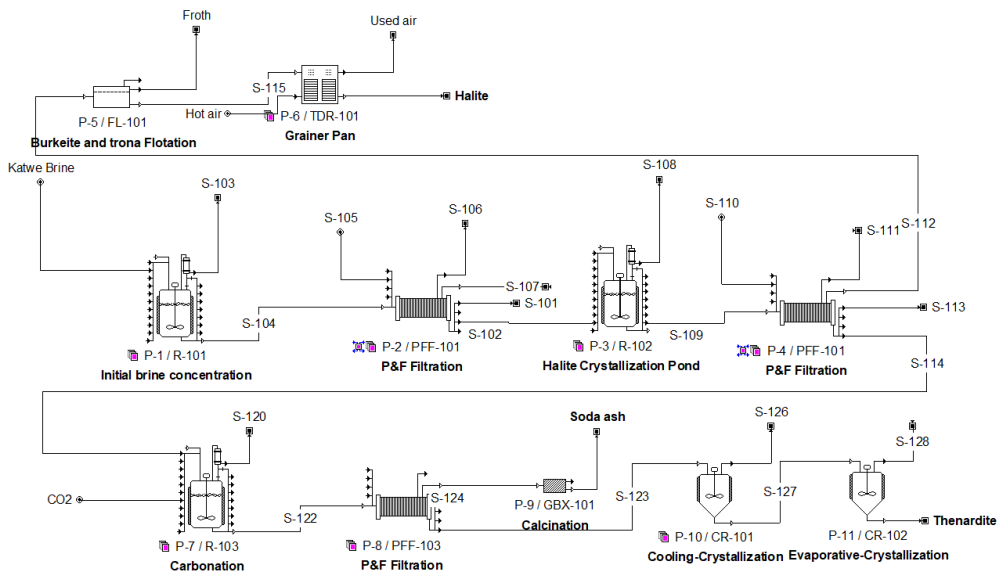 Froth
Used air
S-115
Halite
Hot air
P-5 / FL-101
P-6 / TDR-101
Burkeite and trona Flotation
Grainer Pan
Katwe Brine
S-103
S-108
S-105
S-106
S-110
S-111
S-112
S-107
S-101
S-113
S-104
S-102
S-109
P-1 / R-101
P-2 / PFF-101
P-3 / R-102
P-4 / PFF-101
S-114
Initial brine concentration
P&F Filtration
Halite Crystallization Pond
P&F Filtration
S-120
Soda ash
S-126
S-128
CO2
S-124
S-123
S-127
S-122
P-9 / GBX-101
Calcination
Thenardite
P-7 / R-103
P-8 / PFF-103
P-10 / CR-101
P-11 / CR-102
Carbonation
P&F Filtration
Cooling-Crystallization
Evaporative-Crystallization